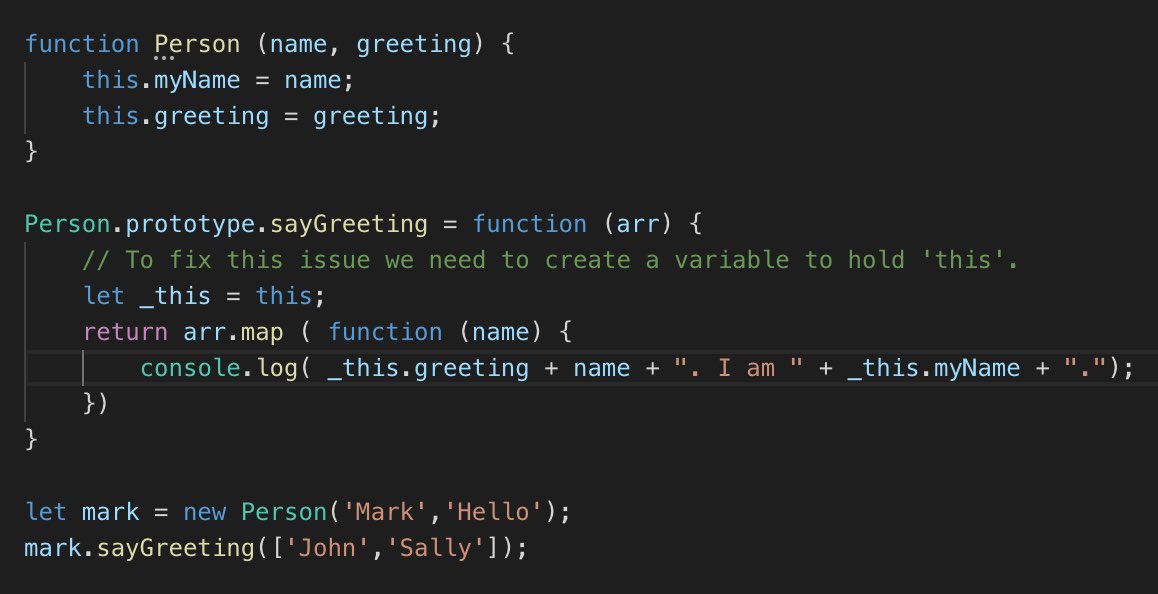 function Person (name, greeting) {
    this.myName = name;
    this.greeting = greeting;
}

Person.prototype.sayGreeting = function (arr) {
    // To fix this issue we need to create a variable to hold 'this'.
    let _this = this;
    return arr.map ( function (name) {
        console.log( _this.greeting + name + ". I am " + _this.myName + ".");
    })
}

let mark = new Person('Mark','Hello');
mark.sayGreeting(['John','Sally']);